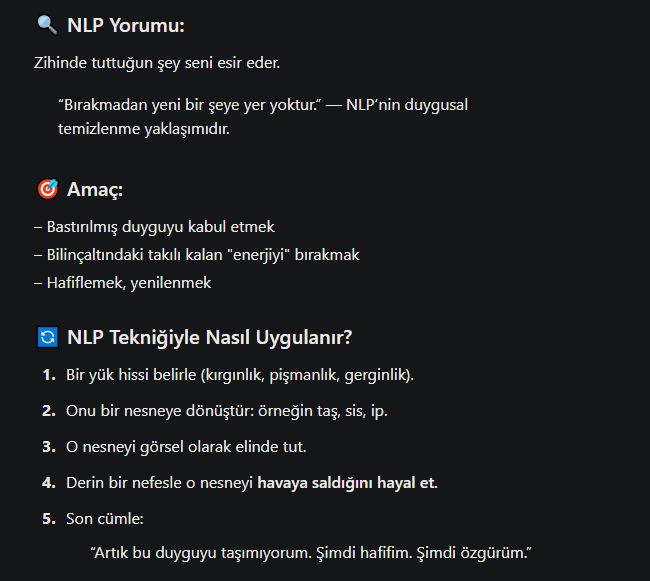 🔍 NLP Yorumu:
Zihinde tuttuğun şey seni esir eder.
“Bırakmadan yeni bir şeye yer yoktur.” — NLP’nin duygusal
temizlenme yaklaşımıdır.
🎯 Amaç:
– Bastırılmış duyguyu kabul etmek
– Bilinçaltındaki takılı kalan "enerjiyi" bırakmak
– Hafiflemek, yenilenmek
🔄 NLP Tekniğiyle Nasıl Uygulanır?
1. Bir yük hissi belirle (kırgınlık, pişmanlık, gerginlik).
2. Onu bir nesneye dönüştür: örneğin taş, sis, ip.
3. O nesneyi görsel olarak elinde tut.
4. Derin bir nefesle o nesneyi havaya saldığını hayal et.
5. Son cümle:
“Artık bu duyguyu taşımıyorum. Şimdi hafifim. Şimdi özgürüm.”